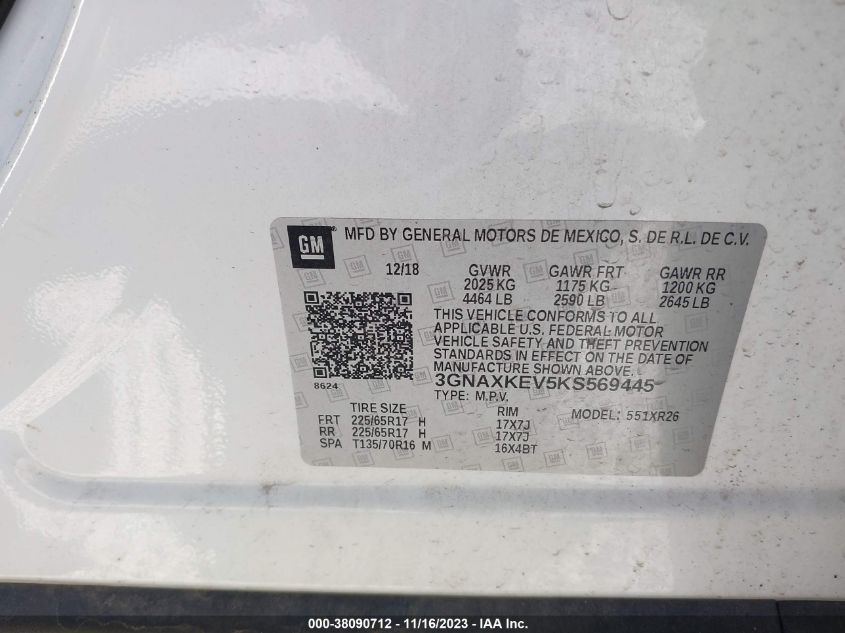 GM ® MFD BY GENERAL MOTORS DE MEXICO, S. DE R.L. DE C.V.
12/18 GVWR GAWR FRT GAWR RR
2025 KG 1175 KG 1200 KG
4464 LB 2590 LB 2645 LB
THIS VEHICLE CONFORMS TO ALL
APPLICABLE U.S. FEDERAL MOTOR
VEHICLE SAFETY AND THEFT PREVENTION
STANDARDS IN EFFECT ON THE DATE OF
MANUFACTURE SHOWN ABOVE.
8624 3GNAXKEV5KS569445
TYPE: M.P.V.
TIRE SIZE RIM MODEL: 551XR26
FRT 225/65R17 H 17X7J
RR 225/65R17 H 17X7J
SPA T135/70R16 M 16X4BT
000-38090712 - 11/16/2023 - IAA Inc.